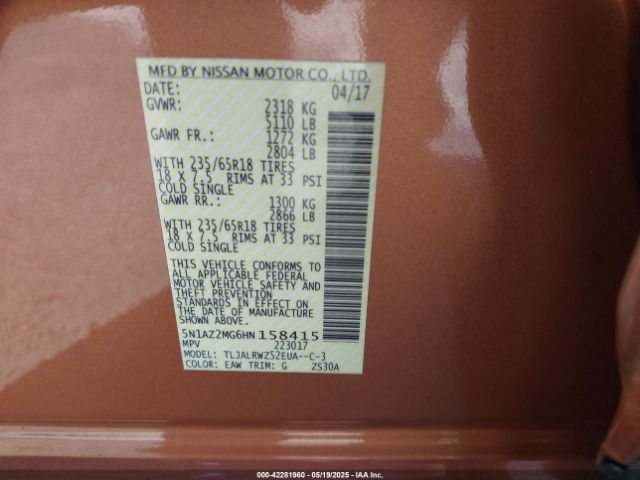 MFD BY NISSAN MOTOR CO., LTD.
DATE: 04/17
GVWR: 2318 KG
5110 LB
GAWR FR.: 1272 KG
2804 LB
WITH 235/65R18 TIRES
18 X 7.5 RIMS AT 33 PSI
COLD SINGLE
GAWR RR.: 1300 KG
2866 LB
WITH 235/65R18 TIRES
18 X 7.5 RIMS AT 33 PSI
COLD SINGLE
THIS VEHICLE CONFORMS TO
ALL APPLICABLE FEDERAL
MOTOR VEHICLE SAFETY AND
THEFT PREVENTION
STANDARDS IN EFFECT ON
THE DATE OF MANUFACTURE
SHOWN ABOVE.
5N1AZ2MG6HN158415
MPV 223017
MODEL: TLJALRWZS2EUA--C-3
COLOR: EAW TRIM: G ZS30A
000-42281960 - 05/19/2025 - IAA Inc.